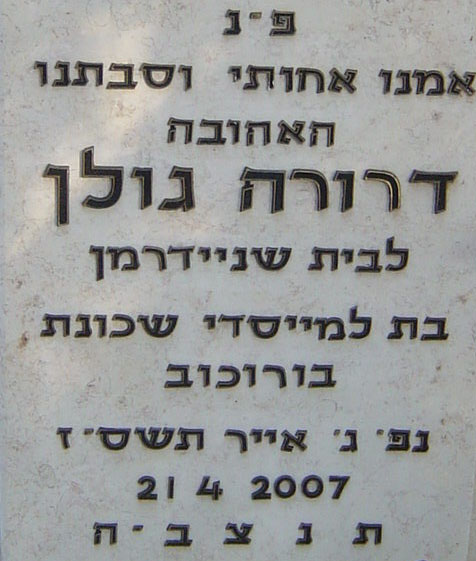 פ־נ
אמנו אחותי וסבתנו
האהובה
דרורה גולן
לבית שניידרמן
בת למייסדי שכונת
בורוכוב
נפ׳ ג׳ אייר תשס״ז
21 4 2007
ת נ צ ב ־ ה